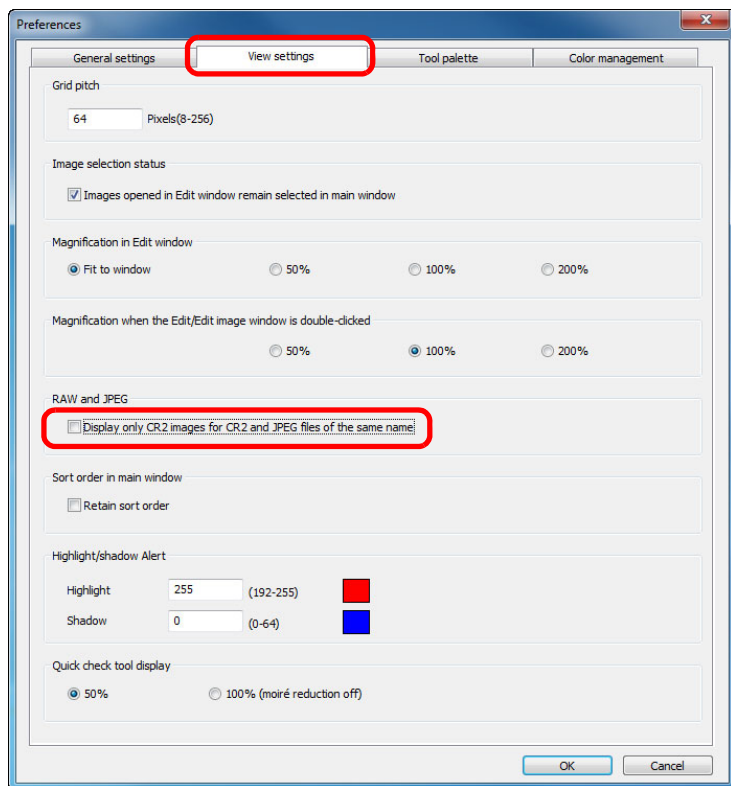 Preferences
General settings View settings Tool palette Color management
Grid pitch
64 Pixels(8-256)
Image selection status
Images opened in Edit window remain selected in main window
Magnification in Edit window
Fit to window 50% 100% 200%
Magnification when the Edit/Edit image window is double-clicked
50% 100% 200%
RAW and JPEG
Display only CR2 images for CR2 and JPEG files of the same name
Sort order in main window
Retain sort order
Highlight/shadow Alert
Highlight 255 (192-255)
Shadow 0 (0-64)
Quick check tool display
50% 100% (moiré reduction off)
OK Cancel